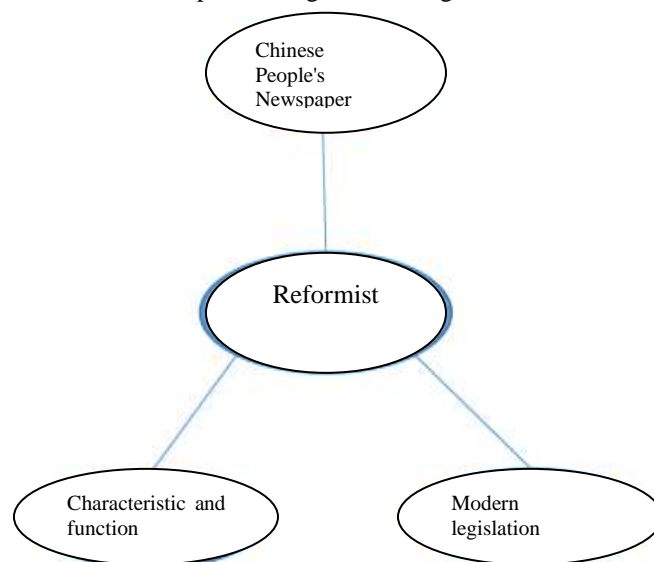 Chinese
People's
Newspaper
Reformist
Characteristic and
function
Modern
legislation